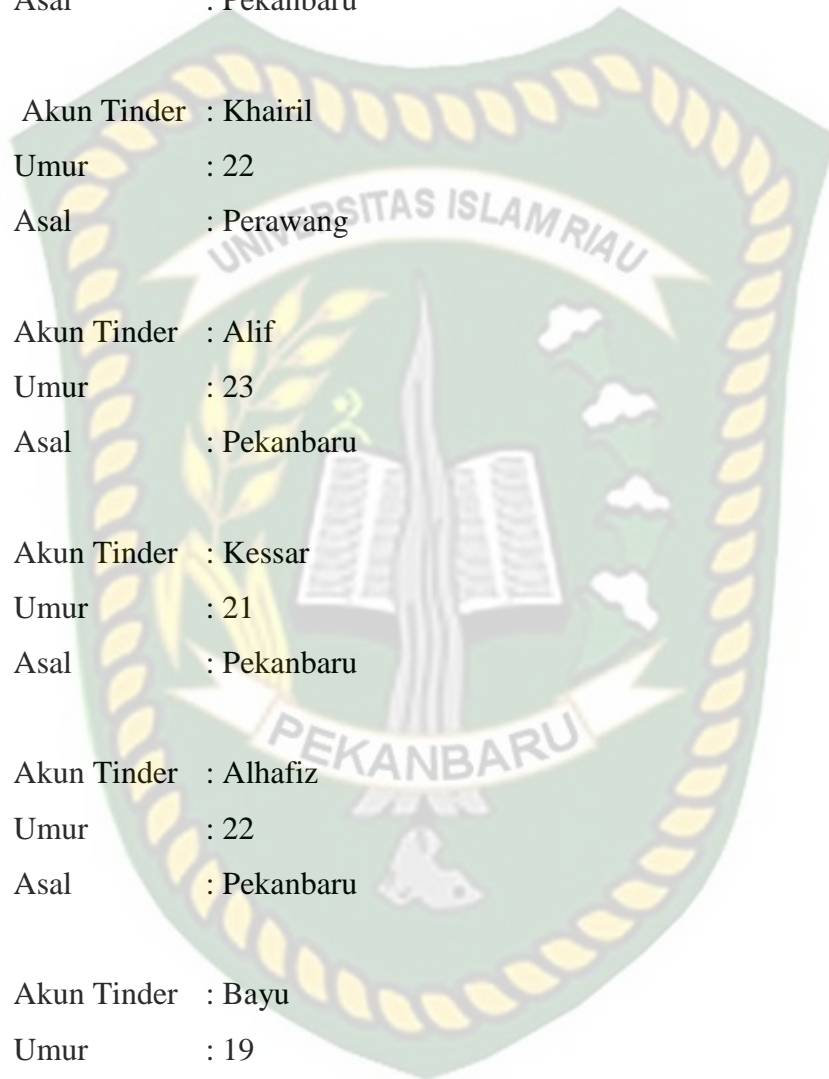 Asal : Pekanbaru
Akun Tinder : Khairil
Umur : 22
Asal : Perawang
UNIVERSITAS ISLAM RIAU
Akun Tinder : Alif
Umur : 23
Asal : Pekanbaru
Akun Tinder : Kessar
Umur : 21
Asal : Pekanbaru
PEKANBARU
Akun Tinder : Alhafiz
Umur : 22
Asal : Pekanbaru
Akun Tinder : Bayu
Umur : 19